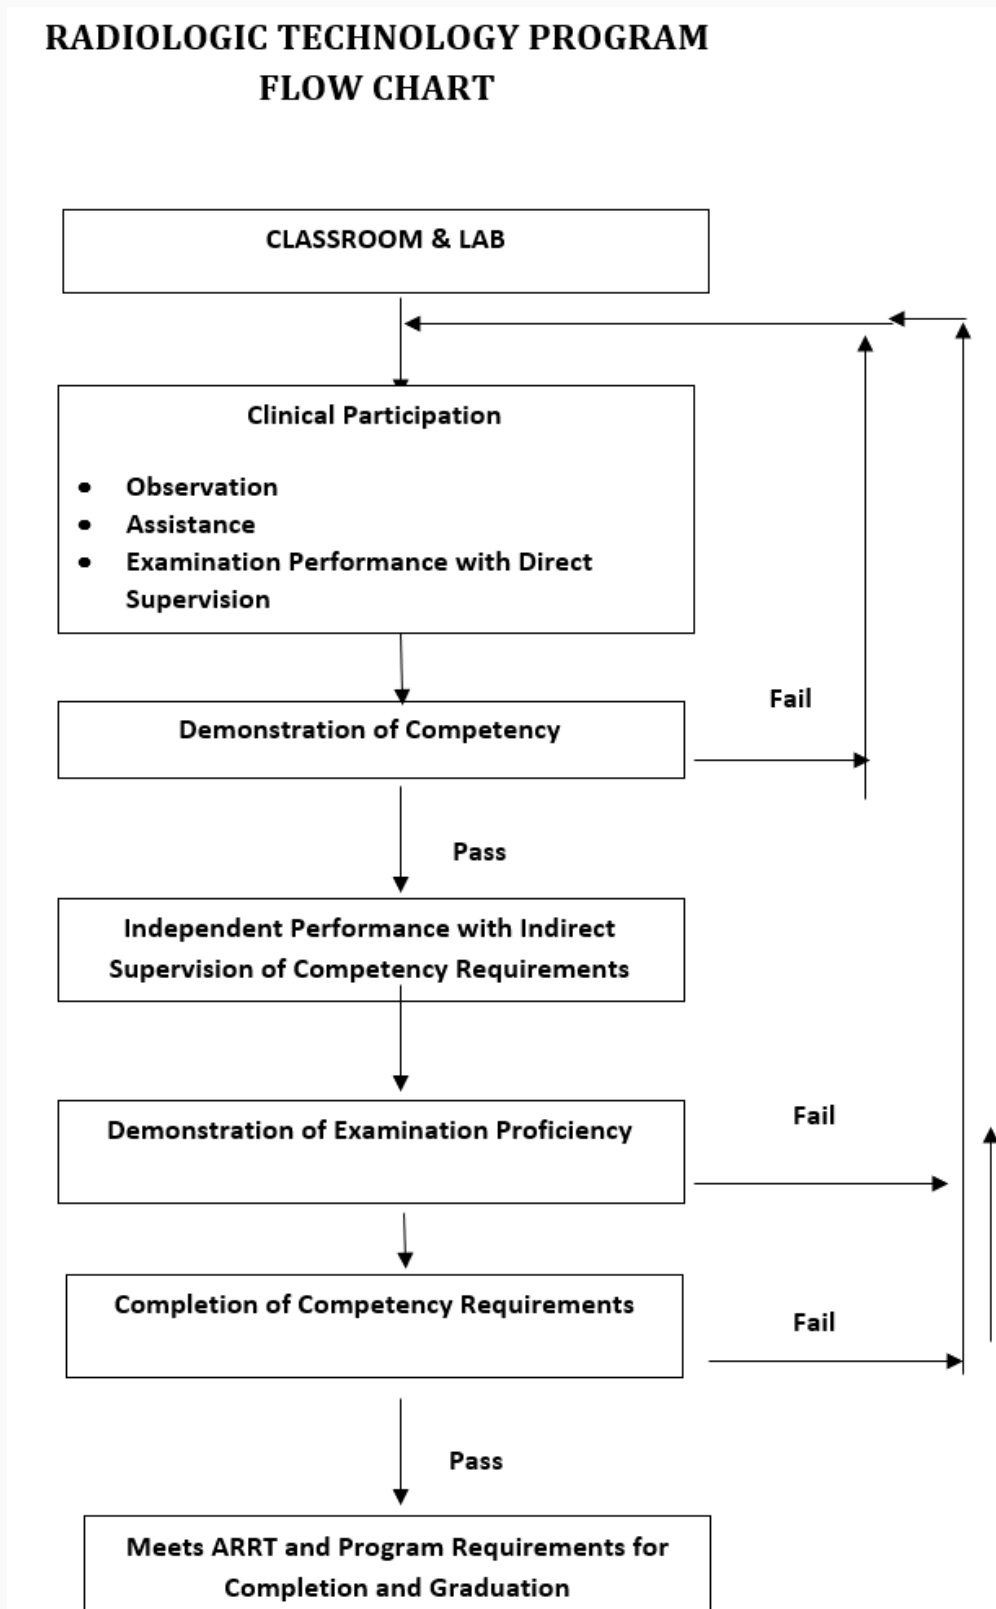 RADIOLOGIC TECHNOLOGY PROGRAM
FLOW CHART
CLASSROOM & LAB
Clinical Participation
• Observation
• Assistance
• Examination Performance with Direct
Supervision
Fail
Demonstration of Competency
Pass
Independent Performance with Indirect
Supervision of Competency Requirements
Fail
Demonstration of Examination Proficiency
Completion of Competency Requirements
Fail
Pass
Meets ARRT and Program Requirements for
Completion and Graduation